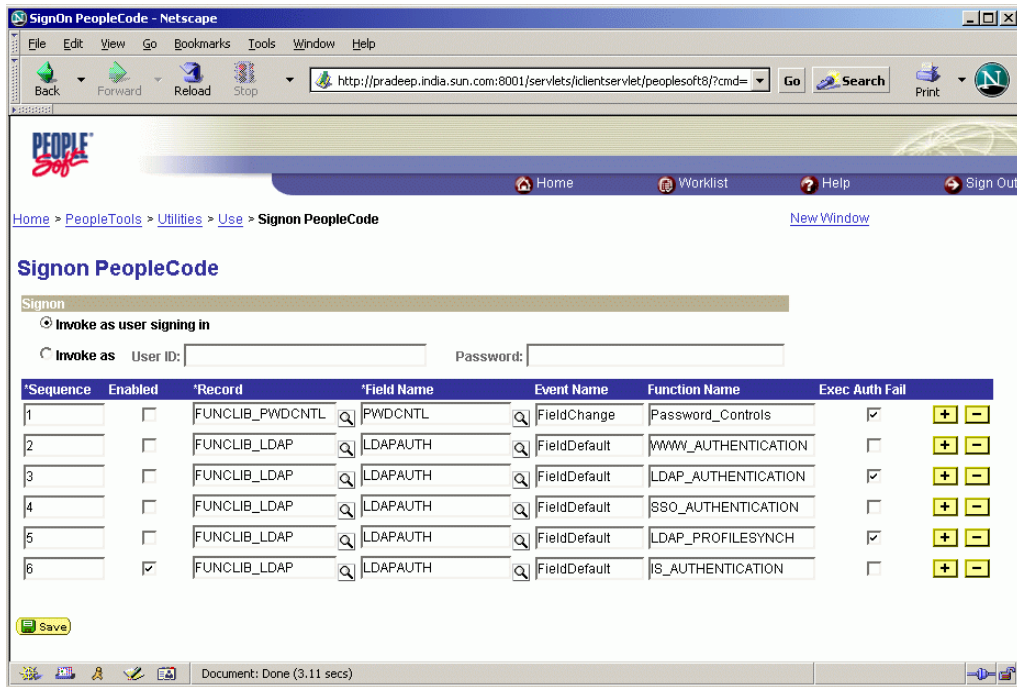 SignOn PeopleCode - Netscape
File Edit View Go Bookmarks Tools Window Help
Back Forward Reload Stop http://pradeep.india.sun.com:8001/servlets/iclientservlet/peoplesoft8/?cmd= Go Search Print N
PEOPLE
Soft
Home Worklist Help Sign Out
Home > PeopleTools > Utilities > Use > Signon PeopleCode New Window
Signon PeopleCode
Signon
Invoke as user signing in
Invoke as User ID: Password:
*Sequence Enabled *Record *Field Name Event Name Function Name Exec Auth Fail
1 FUNCLIB_PWDCNTL PWDCNTL FieldChange Password_Controls + -
2 FUNCLIB_LDAP LDAPAUTH FieldDefault WWW_AUTHENTICATION + -
3 FUNCLIB_LDAP LDAPAUTH FieldDefault LDAP_AUTHENTICATION + -
4 FUNCLIB_LDAP LDAPAUTH FieldDefault SSO_AUTHENTICATION + -
5 FUNCLIB_LDAP LDAPAUTH FieldDefault LDAP_PROFILESYNCH + -
6 FUNCLIB_LDAP LDAPAUTH FieldDefault IS_AUTHENTICATION + -
Save
Document: Done (3.11 secs)